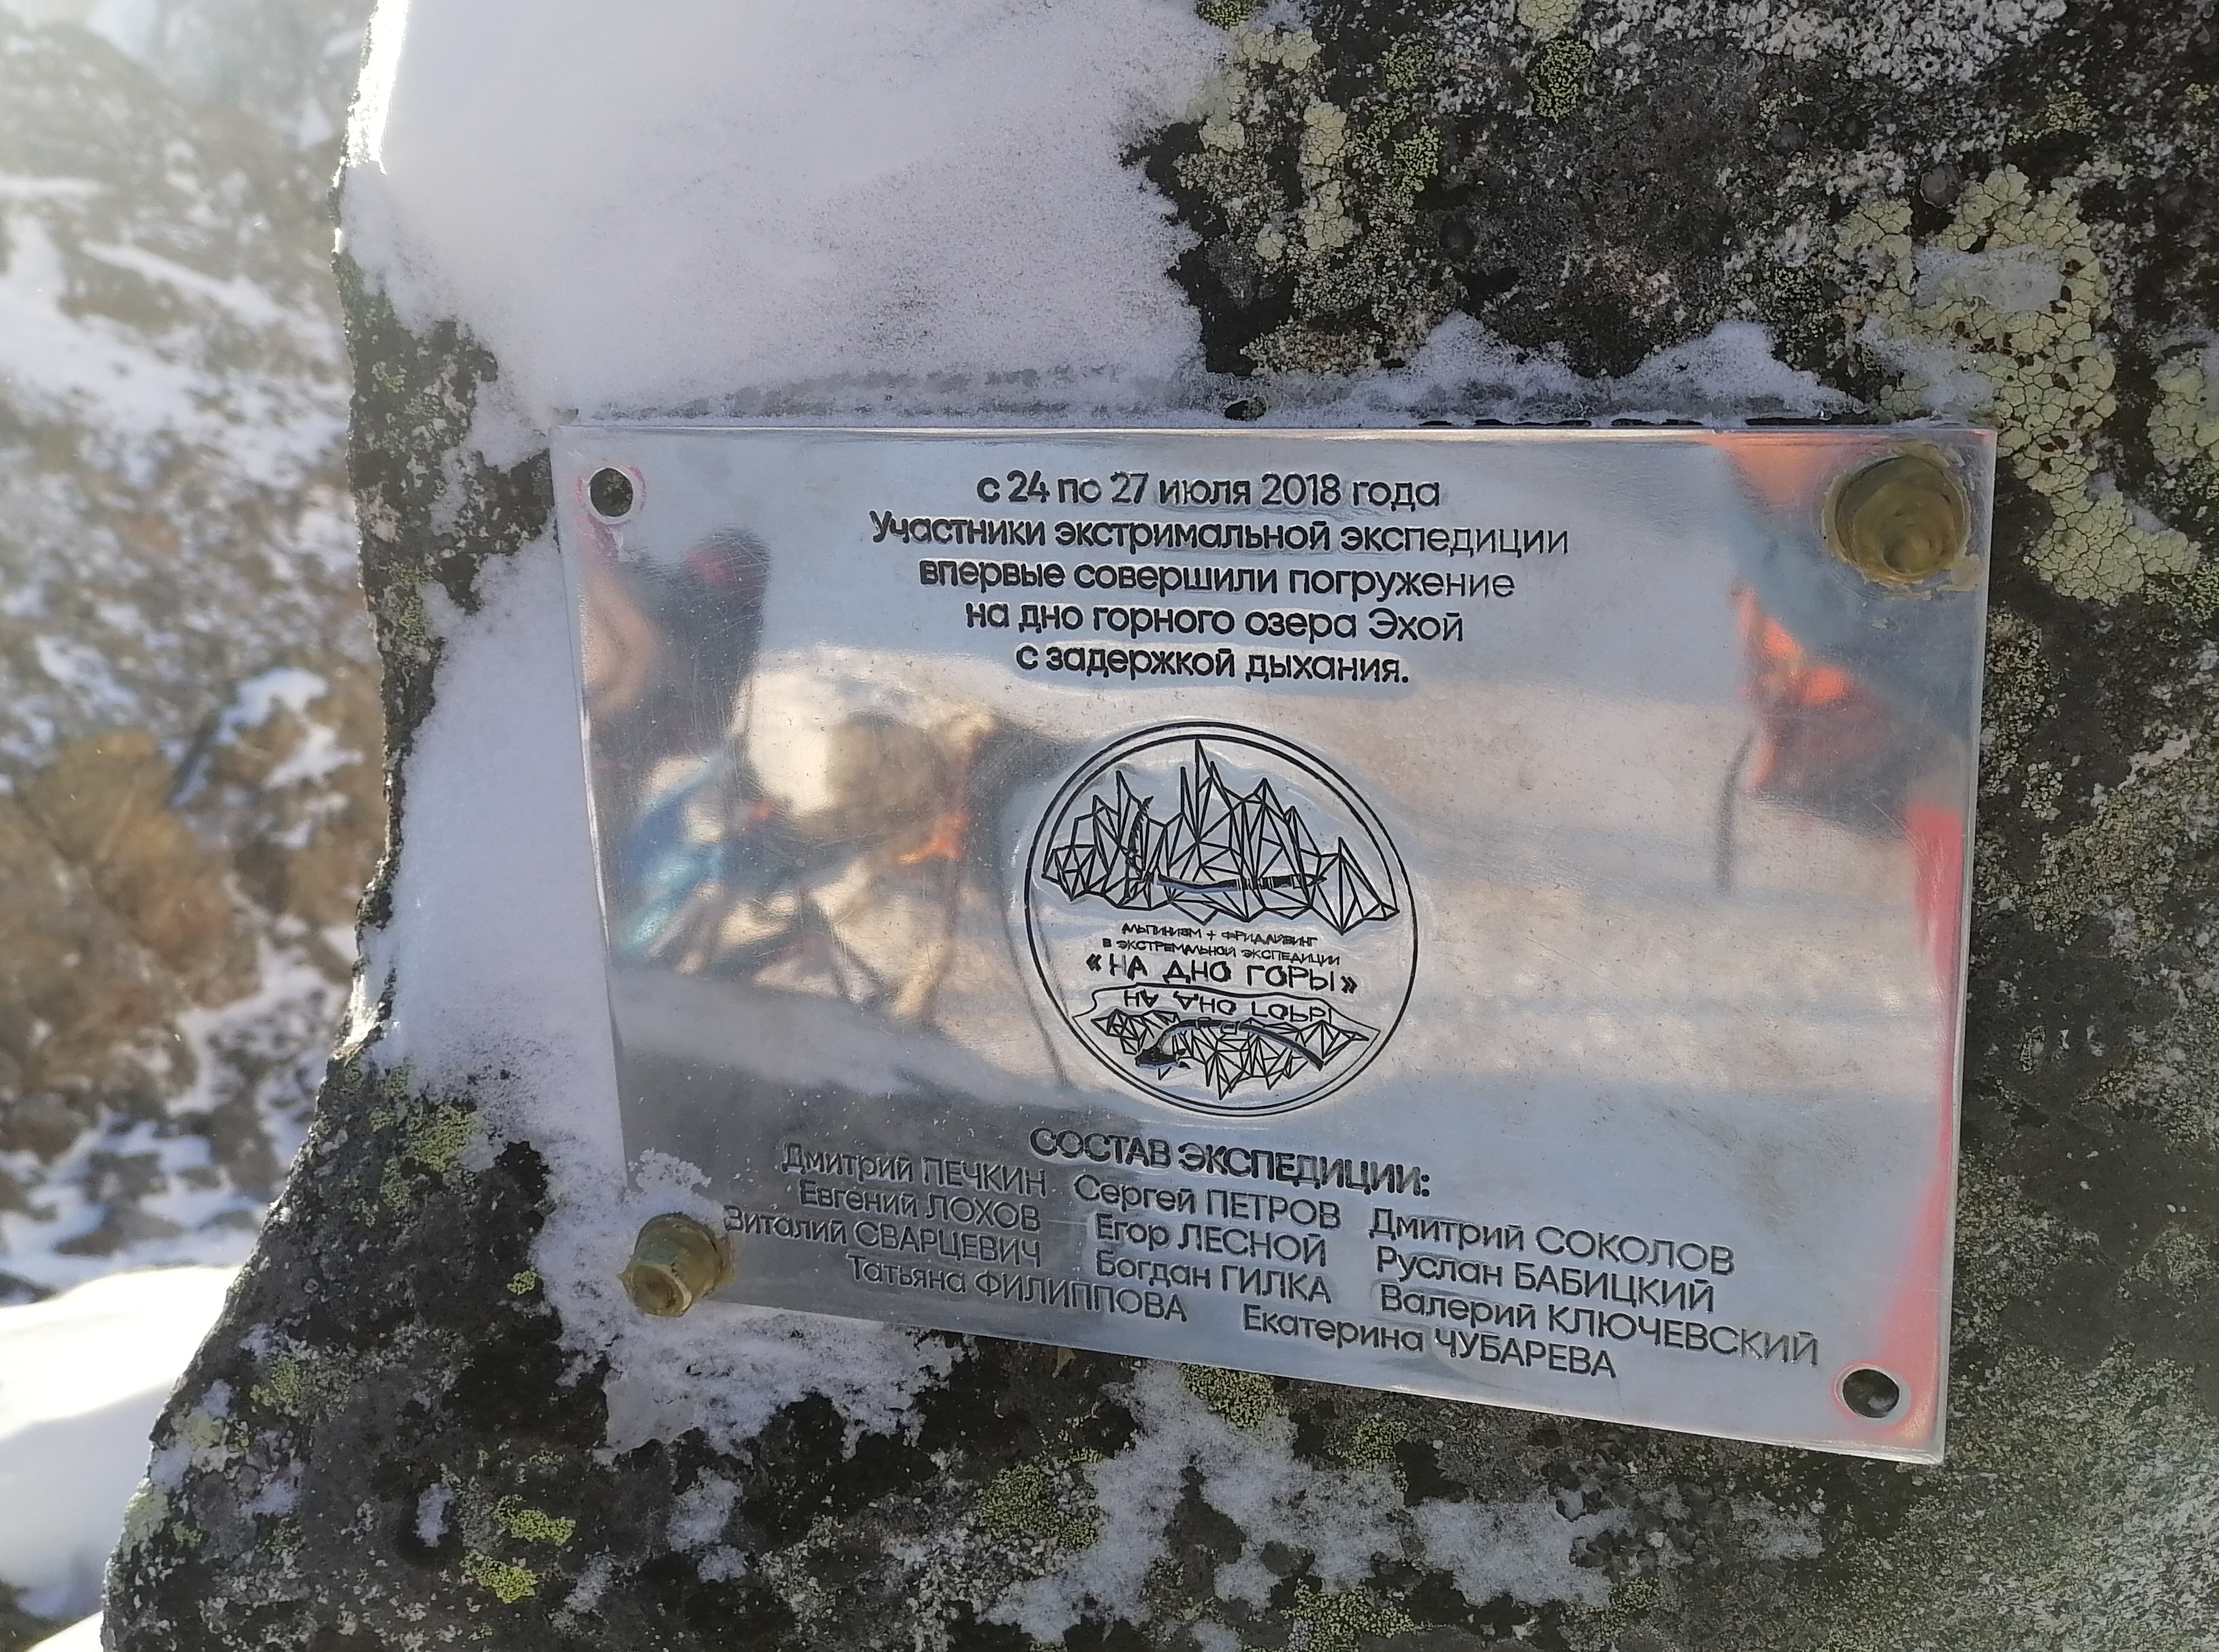 с 24 по 27 июля 2018 года
Участники экстримальной экспедиции
впервые совершили погружение
на дно горного озера Эхой
с задержкой дыхания.
АЛЬПИНИЗМ + ФРИДАЙВИНГ
В ЭКСТРЕМАЛЬНОЙ ЭКСПЕДИЦИИ
«НА ДНО ГОРЫ»
НА ДНО ГОРЫ
СОСТАВ ЭКСПЕДИЦИИ:
Дмитрий ПЕЧКИН Сергей ПЕТРОВ Дмитрий СОКОЛОВ
Евгений ЛОХОВ Егор ЛЕСНОЙ Руслан БАБИЦКИЙ
Виталий СВАРЦЕВИЧ Богдан ГИЛКА Валерий КЛЮЧЕВСКИЙ
Татьяна ФИЛИППОВА Екатерина ЧУБАРЕВА